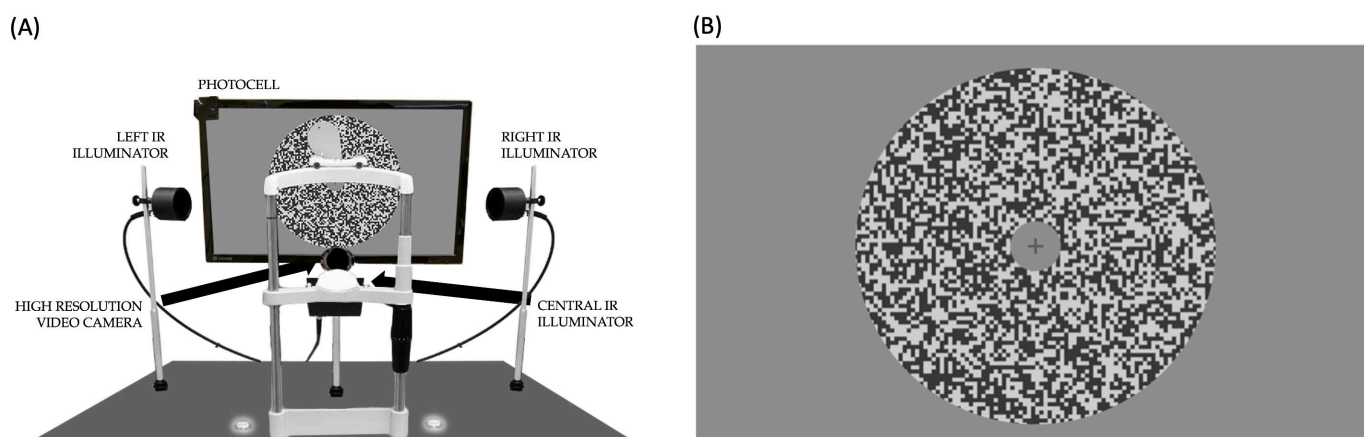 (A)
(B)
PHOTOCELL
LEFT IR
ILLUMINATOR
RIGHT IR
ILLUMINATOR
HIGH RESOLUTION
VIDEO CAMERA
CENTRAL IR
ILLUMINATOR